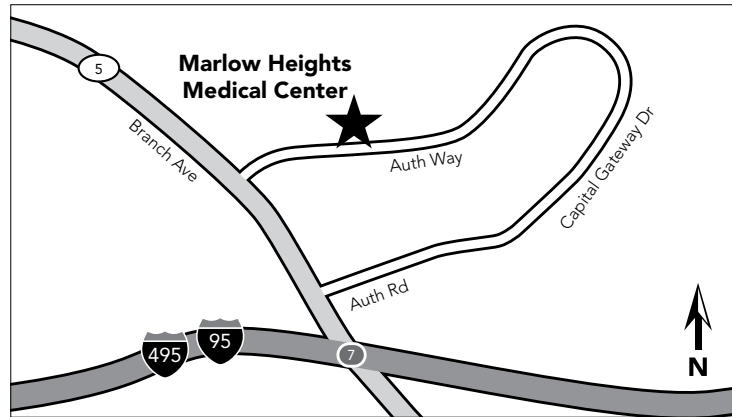 5
Marlow Heights
Medical Center
Branch Ave
Auth Way
Capital Gateway Dr
Auth Rd
95
495
7
N